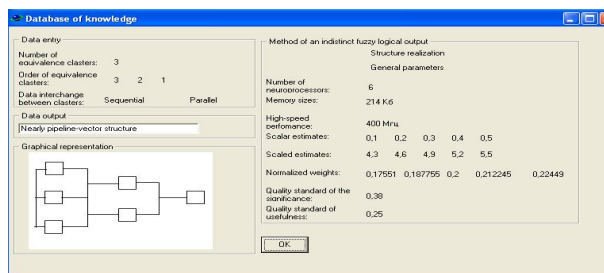 Database of knowledge
Data entry
Number of
equivalence clasters: 3
Order of equivalence
clasters: 3 2 1
Data interchange
between clasters: Sequential Parallel
Data output
Nearly pipeline-vector structure
Graphical representation
Method of an indistinct fuzzy logical output
Structure realization
General parameters
Number of
neuroprocessors: 6
Memory sizes: 214 Кб
High-speed
perfomance: 400 Мгц
Scalar estimates: 0,1 0,2 0,3 0,4 0,5
Scaled estimates: 4,3 4,6 4,9 5,2 5,5
Normalized weights: 0,17551 0,187755 0,2 0,212245 0,22449
Quality standard of the
significance: 0,38
Quality standard of
usefulness: 0,25
OK